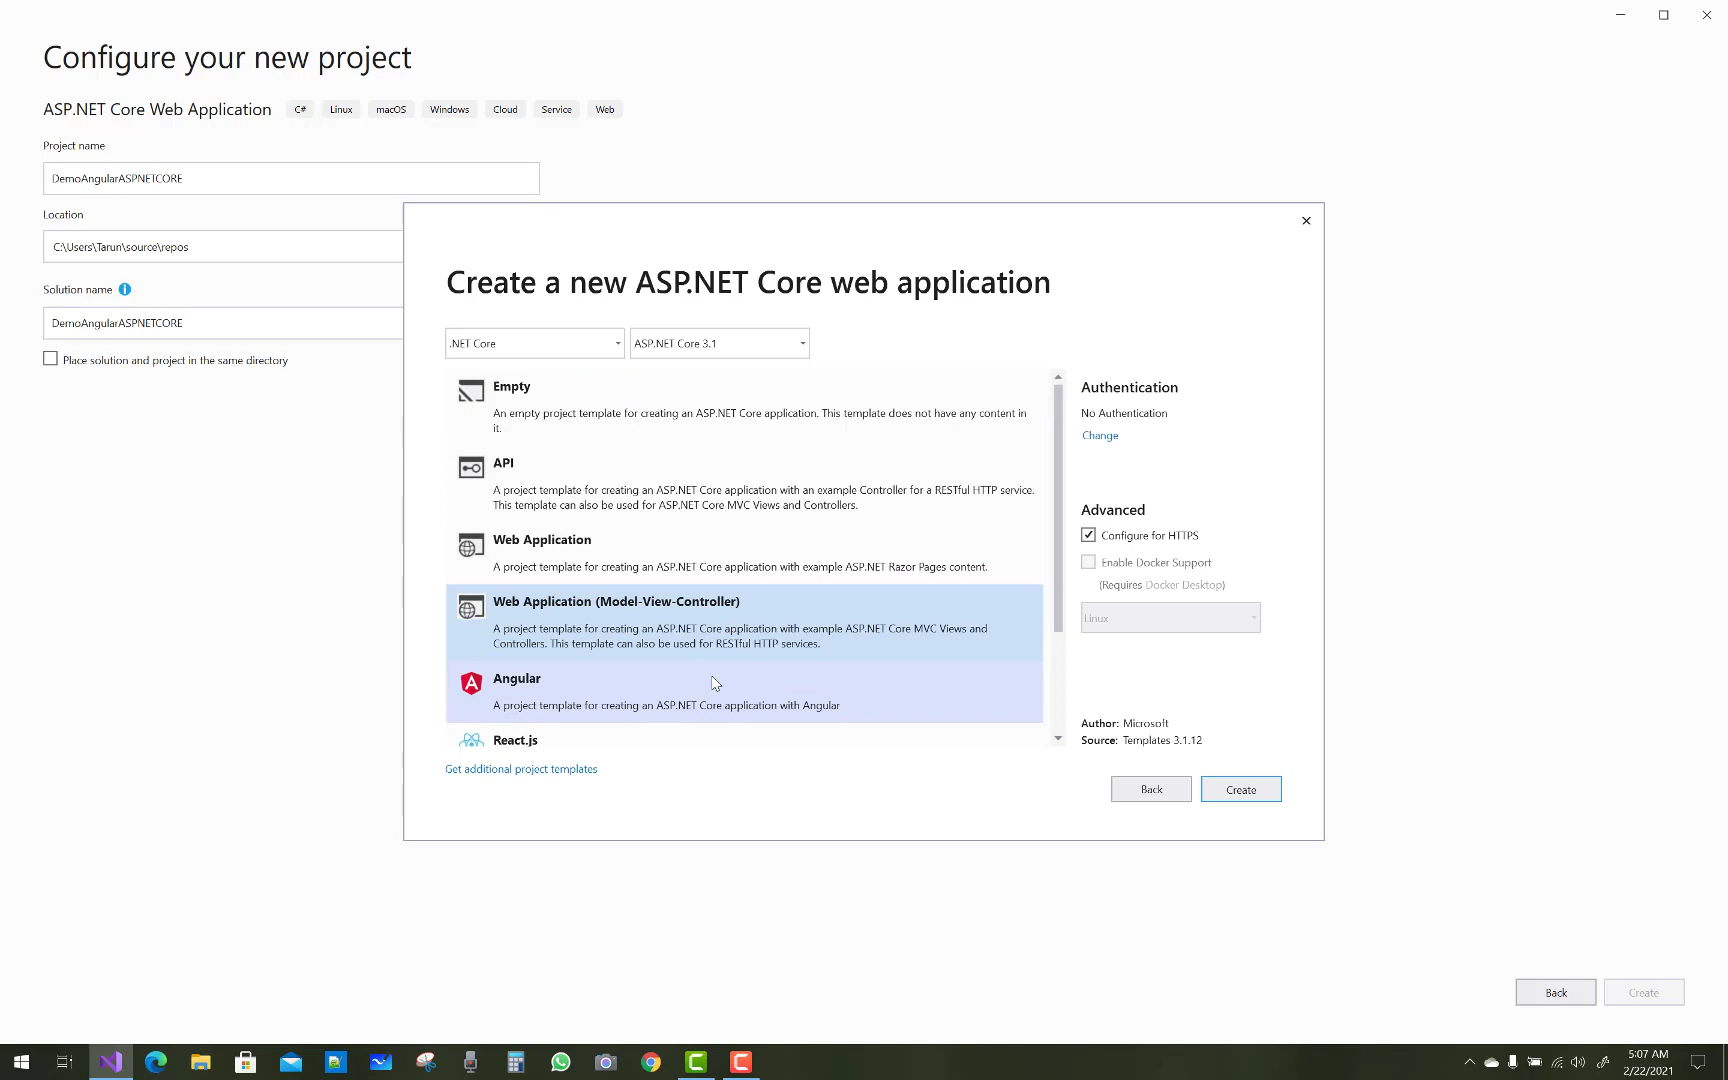 Configure your new project
ASP.NET Core Web Application C# Linux macOS Windows Cloud Service Web
Project name
DemoAngularASPNETCORE
Location
C:\Users\Tarun\source\repos
Solution name
DemoAngularASPNETCORE
Place solution and project in the same directory
Create a new ASP.NET Core web application
.NET Core
ASP.NET Core 3.1
Empty
An empty project template for creating an ASP.NET Core application. This template does not have any content in
it.
API
A project template for creating an ASP.NET Core application with an example Controller for a RESTful HTTP service.
This template can also be used for ASP.NET Core MVC Views and Controllers.
Web Application
A project template for creating an ASP.NET Core application with example ASP.NET Razor Pages content.
Web Application (Model-View-Controller)
A project template for creating an ASP.NET Core application with example ASP.NET Core MVC Views and
Controllers. This template can also be used for RESTful HTTP services.
Angular
A project template for creating an ASP.NET Core application with Angular
React.js
Get additional project templates
Authentication
No Authentication
Change
Advanced
Configure for HTTPS
Enable Docker Support
(Requires Docker Desktop)
Linux
Author: Microsoft
Source: Templates 3.1.12
Back
Create
Back
Create
5:07 AM
2/22/2021